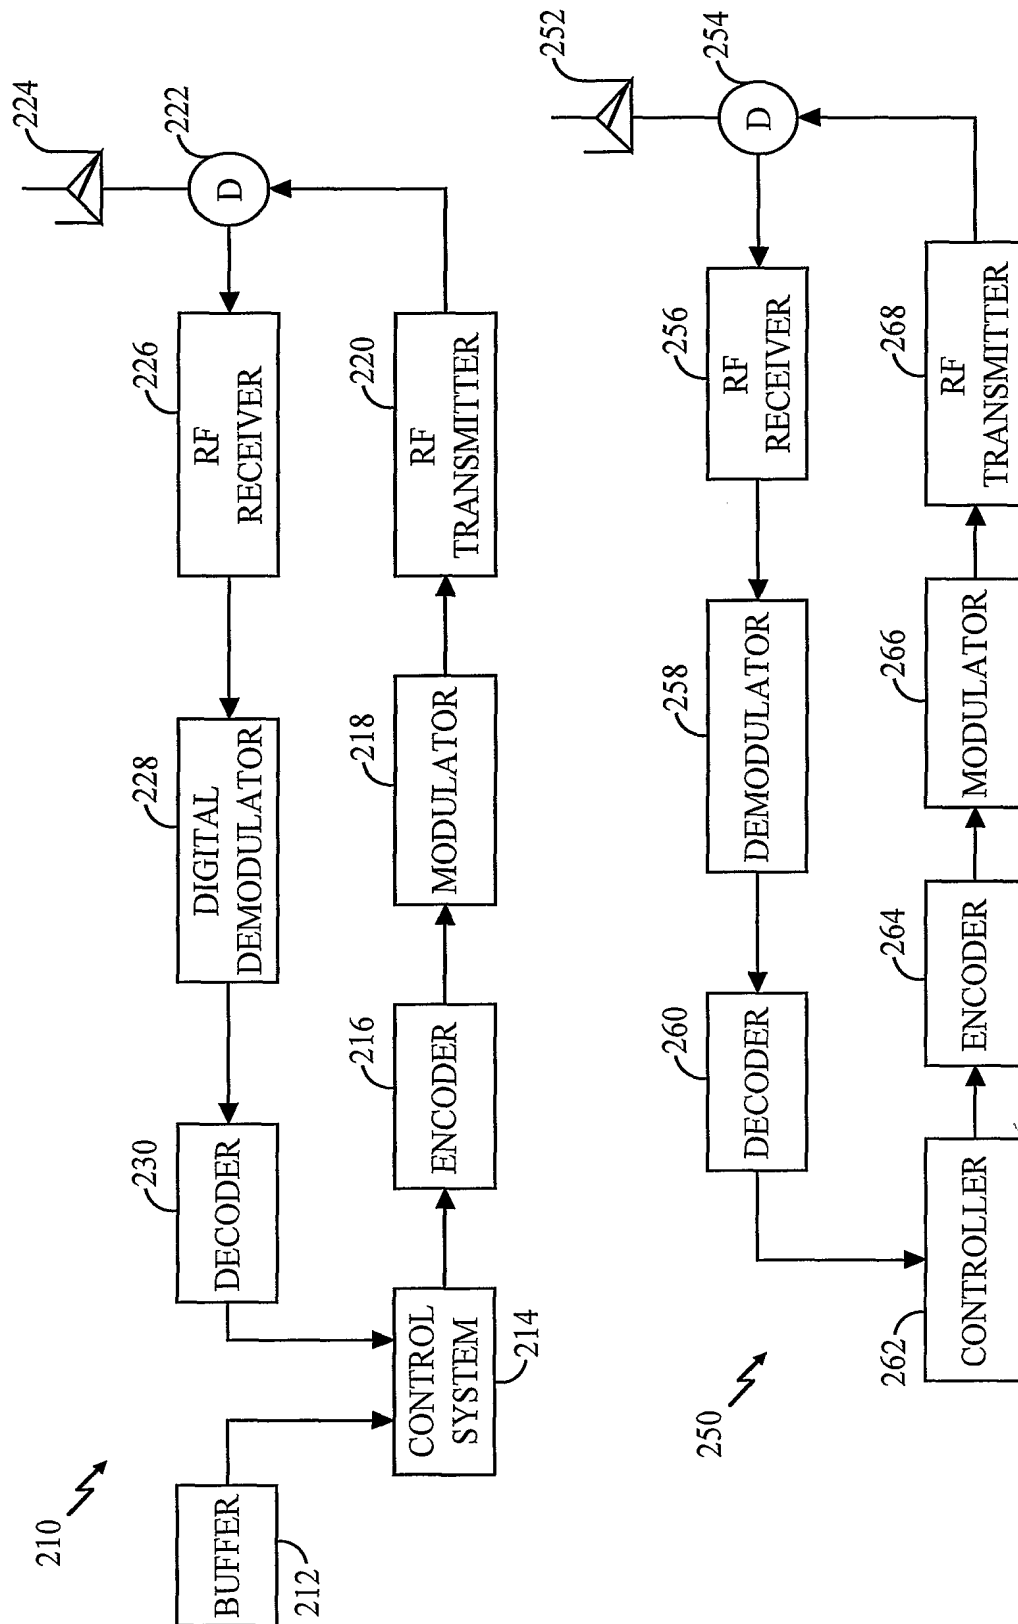 210
BUFFER
212
CONTROL
SYSTEM
214
DECODER
230
ENCODER
216
DIGITAL
DEMODULATOR
228
MODULATOR
218
RF
RECEIVER
226
RF
TRANSMITTER
220
D
222
224
250
CONTROLLER
262
DECODER
260
ENCODER
264
DEMODULATOR
258
MODULATOR
266
RF
RECEIVER
256
RF
TRANSMITTER
268
D
254
252